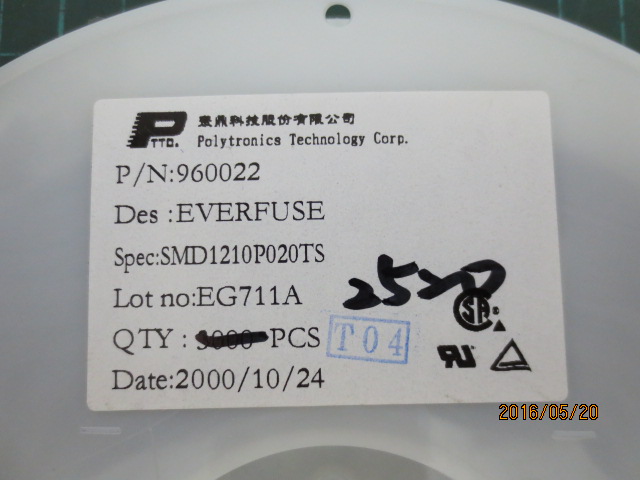 聚鼎科技股份有限公司
PTTC.
Polytronics Technology Corp.
P/N:960022
Des :EVERFUSE
Spec:SMD1210P020TS
Lot no:EG711A
QTY : 3000 PCS
T04
Date:2000/10/24
2016/05/20